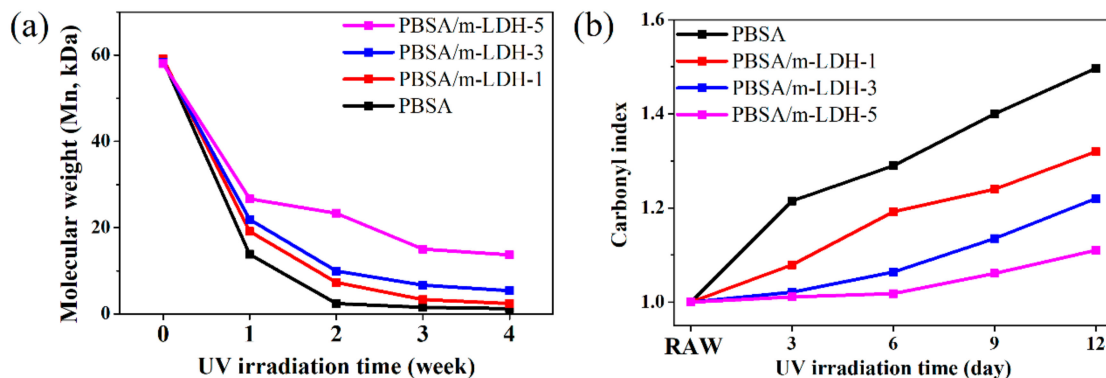 (a)
PBSA/m-LDH-5
PBSA/m-LDH-3
PBSA/m-LDH-1
PBSA
Molecular weight (Mn, kDa)
60
40
20
0
0 1 2 3 4
UV irradiation time (week)
(b)
PBSA
PBSA/m-LDH-1
PBSA/m-LDH-3
PBSA/m-LDH-5
Carbonyl index
1.6
1.4
1.2
1.0
RAW 3 6 9 12
UV irradiation time (day)